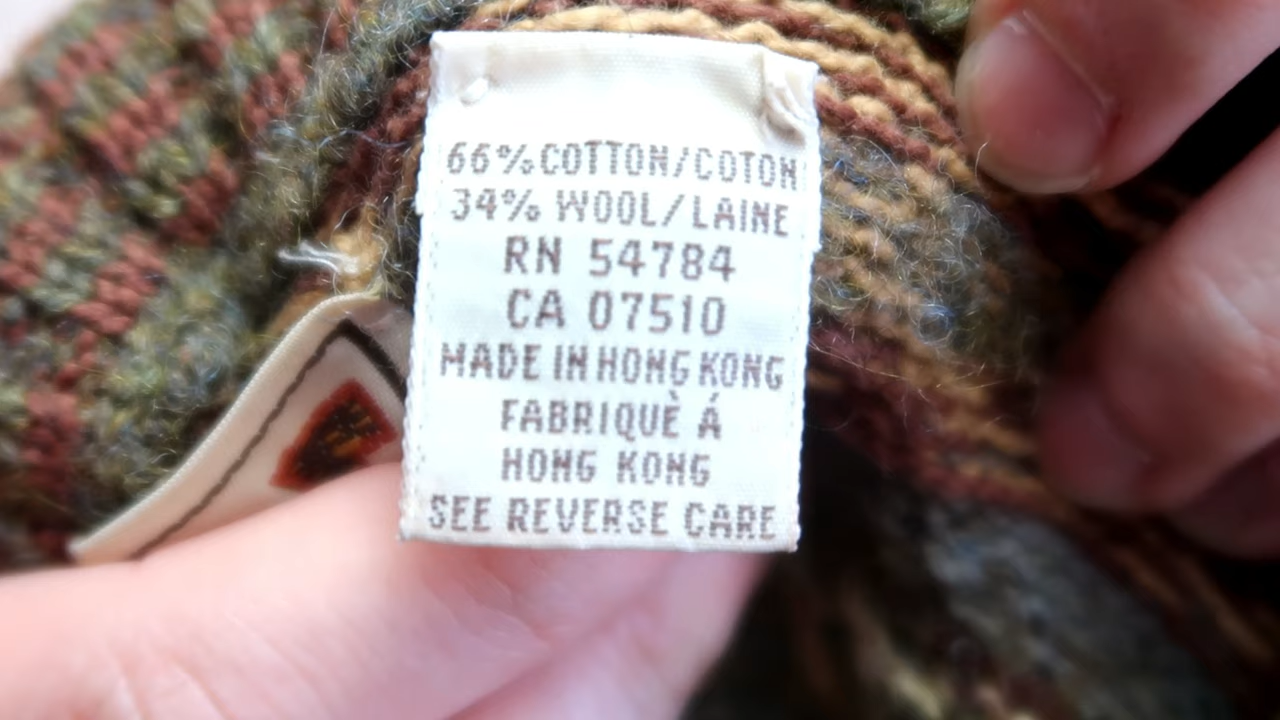 66% COTTON/COTON
34% WOOL/LAINE
RN 54784
CA 07510
MADE IN HONG KONG
FABRIQUÈ Á
HONG KONG
SEE REVERSE CARE